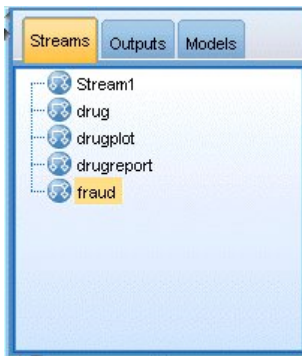 Streams Outputs Models
Stream1
drug
drugplot
drugreport
fraud